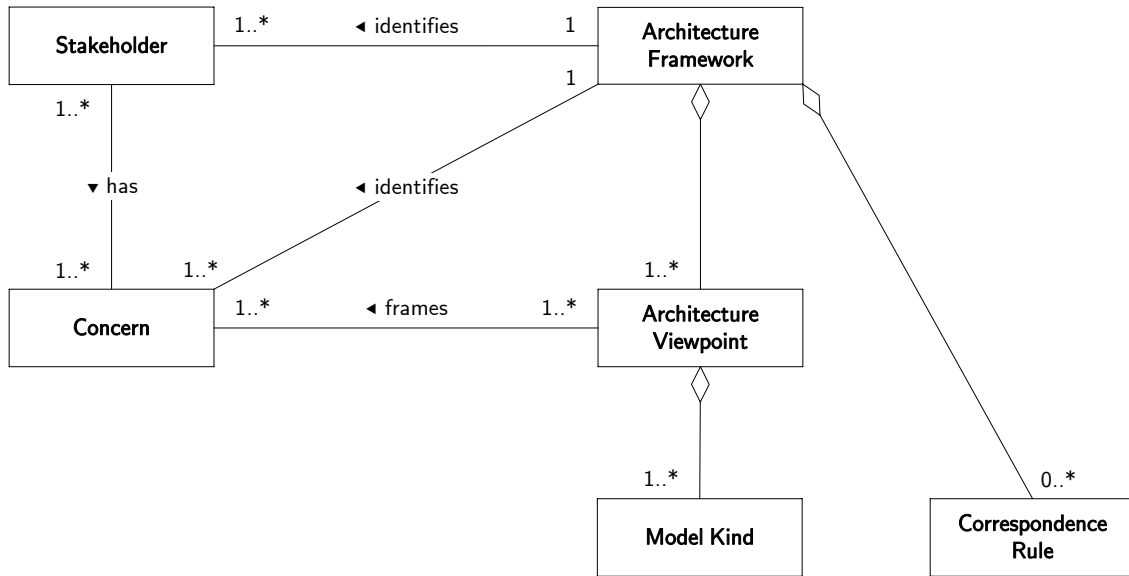 1..* ◄ identifies 1
Stakeholder
Architecture
Framework
1..*
1
▼ has
◄ identifies
1..*
1..*
1..*
1..* ◄ frames 1..*
Concern
Architecture
Viewpoint
1..*
0..*
Model Kind
Correspondence
Rule